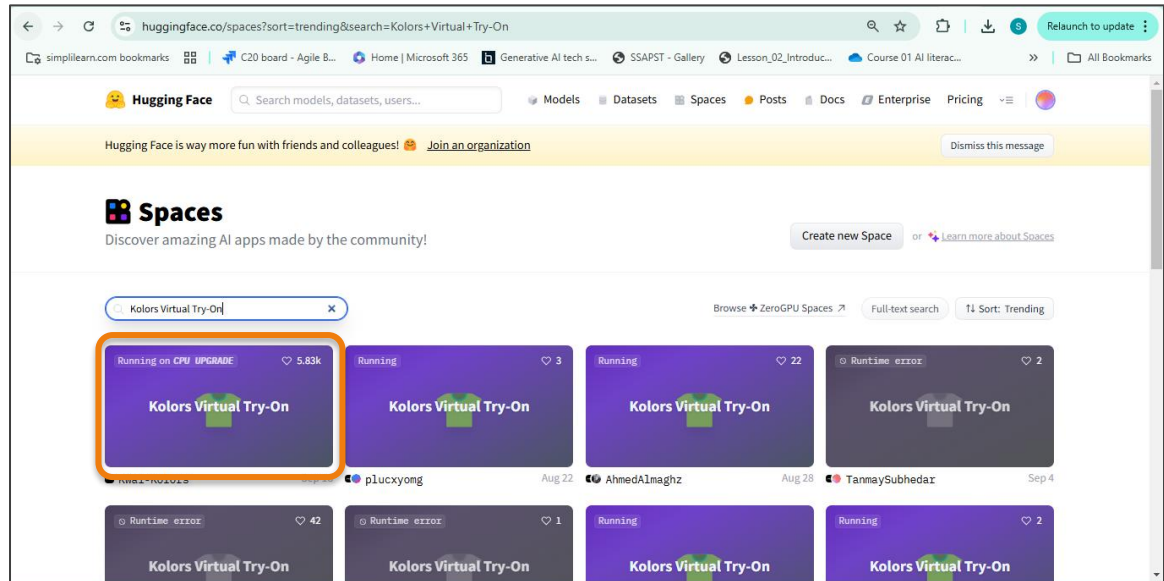 huggingface.co/spaces?sort=trending&search=Kolors+Virtual+Try-On
S
Relaunch to update
simplilearn.com bookmarks
C20 board - Agile B...
Home | Microsoft 365
Generative AI tech s...
SSAPST - Gallery
Lesson_02_Introduc...
Course 01 AI literac...
»
All Bookmarks
Hugging Face
Search models, datasets, users...
Models
Datasets
Spaces
Posts
Docs
Enterprise
Pricing
Hugging Face is way more fun with friends and colleagues! 🤗 Join an organization
Dismiss this message
Spaces
Discover amazing AI apps made by the community!
Create new Space
or Learn more about Spaces
Kolors Virtual Try-On
Browse ZeroGPU Spaces
Full-text search
Sort: Trending
Running on CPU UPGRADE
5.83k
Kolors Virtual Try-On
Running
3
Kolors Virtual Try-On
Running
22
Kolors Virtual Try-On
Runtime error
2
Kolors Virtual Try-On
Kwai-Kolors
plucxyomg
Aug 22
AhmedAlmaghz
Aug 28
TanmaySubhedar
Sep 4
Runtime error
42
Kolors Virtual Try-On
Runtime error
1
Kolors Virtual Try-On
Running
Kolors Virtual Try-On
Running
2
Kolors Virtual Try-On